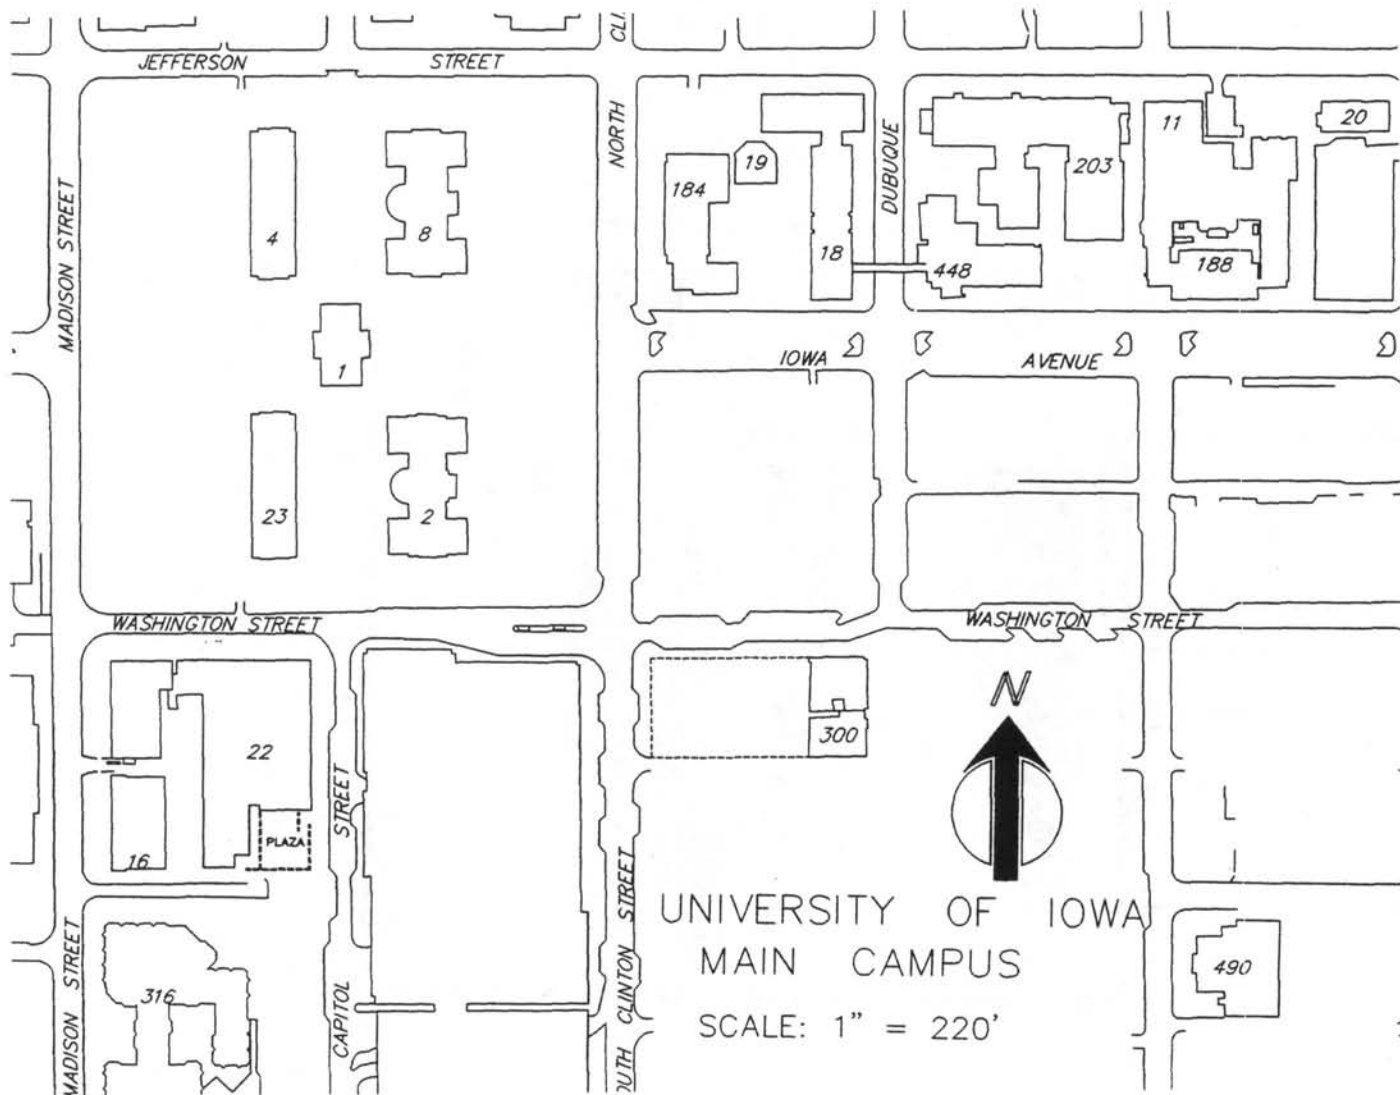 JEFFERSON STREET
NORTH CLI
MADISON STREET
DUBUQUE
4
8
184
19
18
448
203
11
188
20
1
IOWA AVENUE
23
2
WASHINGTON STREET
WASHINGTON STREET
22
16
PLAZA
300
N
CAPITOL STREET
OUTH CLINTON STREET
MADISON STREET
316
490
UNIVERSITY OF IOWA
MAIN CAMPUS
SCALE: 1" = 220'